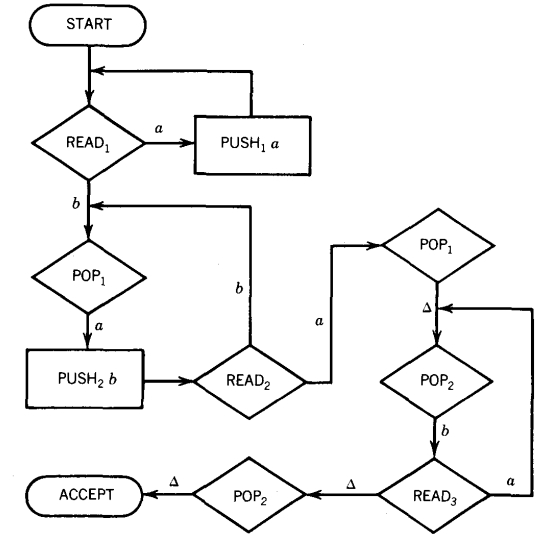 START
a
READ₁
PUSH₁ a
b
POP₁
POP₁
b
Δ
a
a
PUSH₂ b
READ₂
POP₂
b
Δ
Δ
a
ACCEPT
POP₂
READ₃